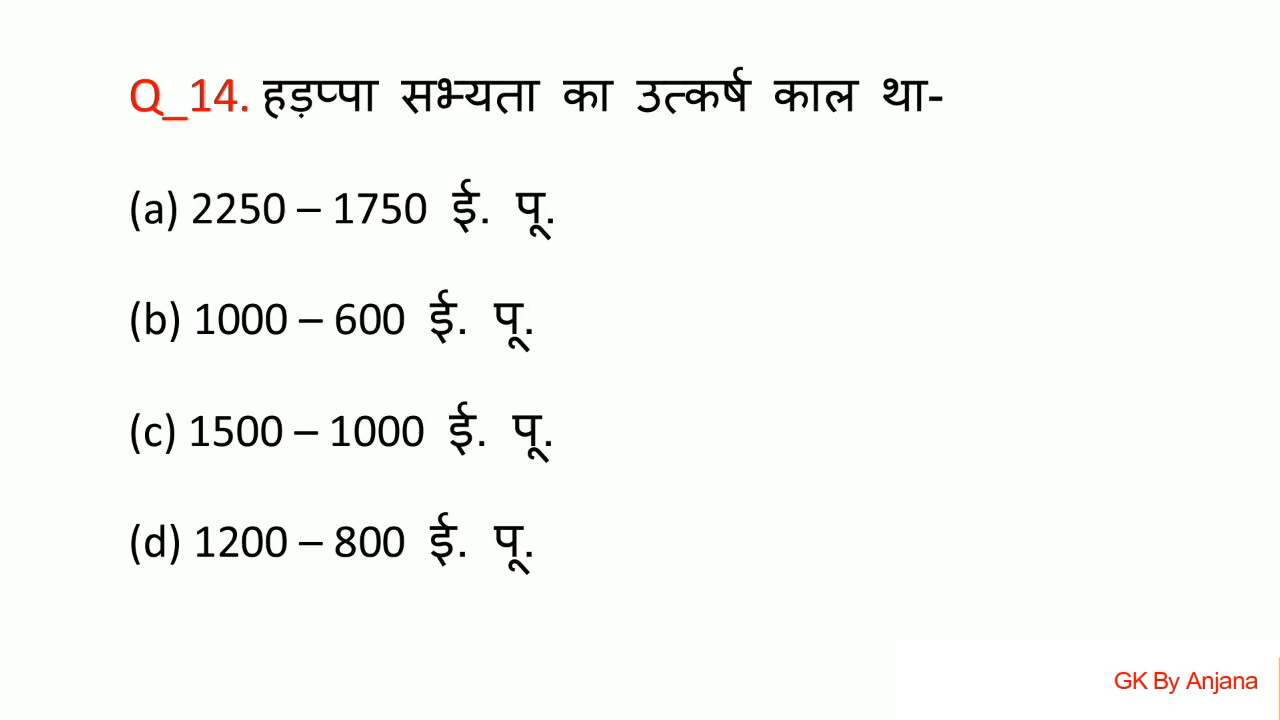 Q_14. हड़प्पा सभ्यता का उत्कर्ष काल था-
(a) 2250 – 1750 ई. पू.
(b) 1000 – 600 ई. पू.
(c) 1500 – 1000 ई. पू.
(d) 1200 – 800 ई. पू.
GK By Anjana